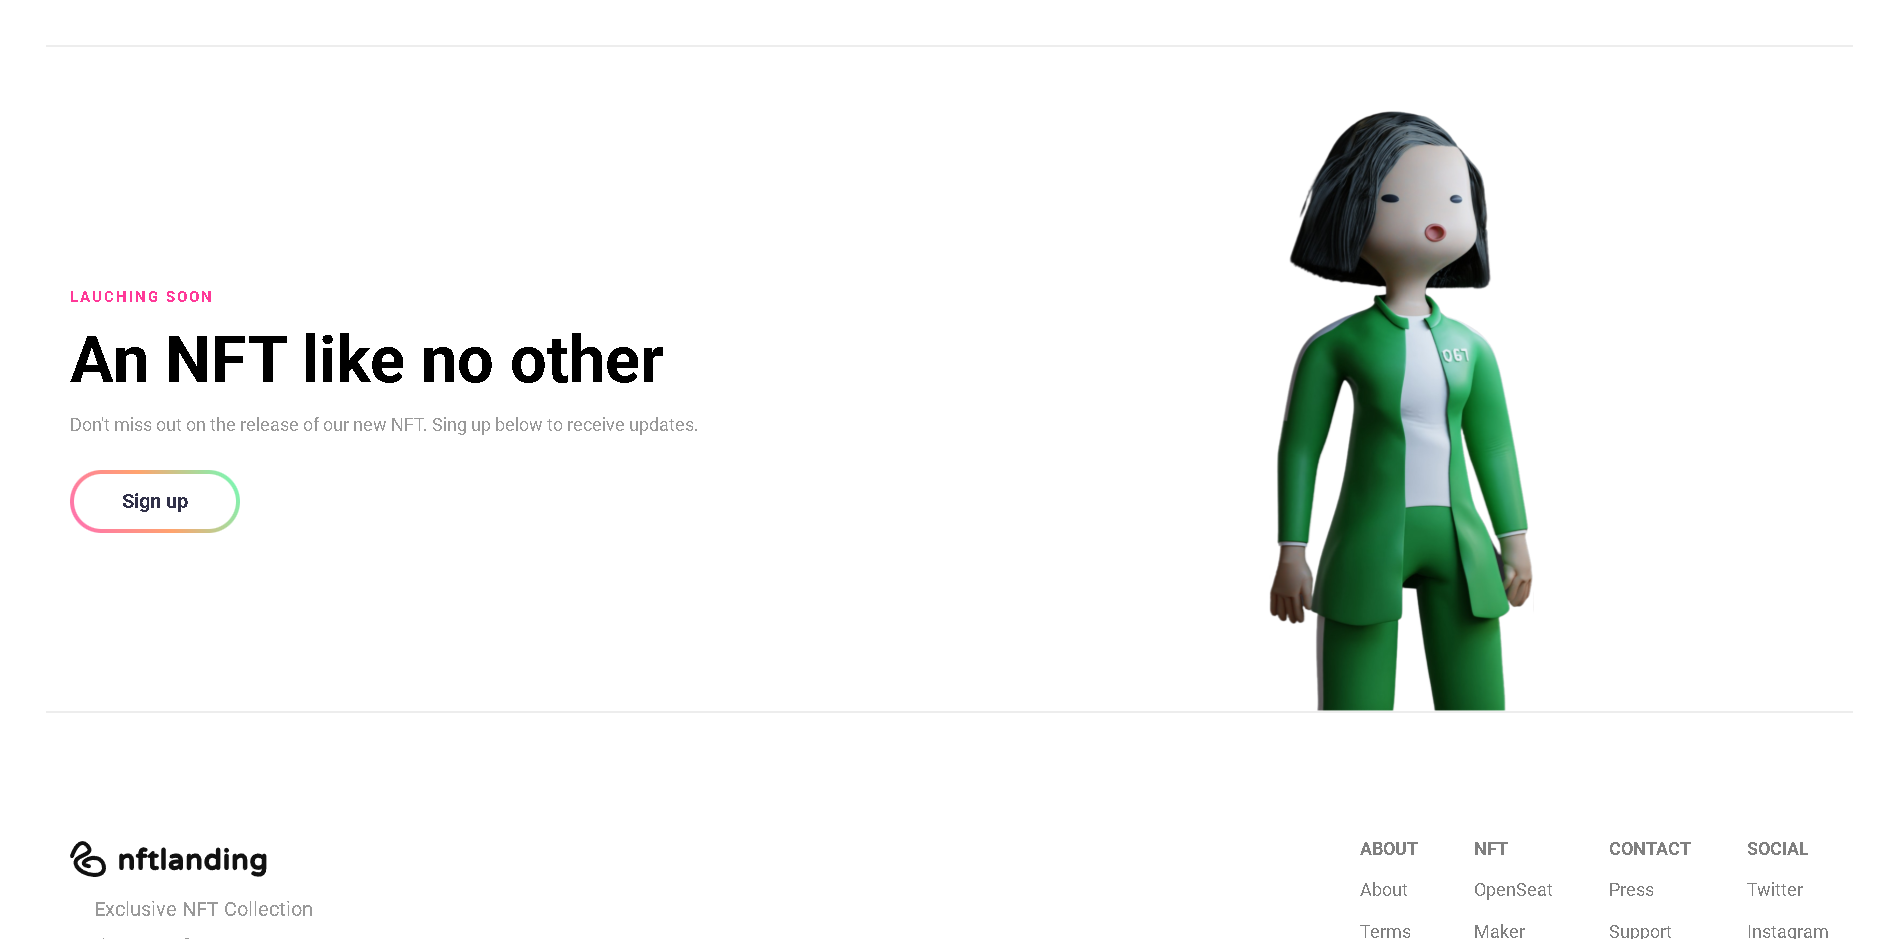 LAUCHING SOON
An NFT like no other
Don't miss out on the release of our new NFT. Sing up below to receive updates.
Sign up
067
nftlanding
Exclusive NFT Collection
ABOUT
About
Terms
NFT
OpenSeat
Maker
CONTACT
Press
Support
SOCIAL
Twitter
Instagram